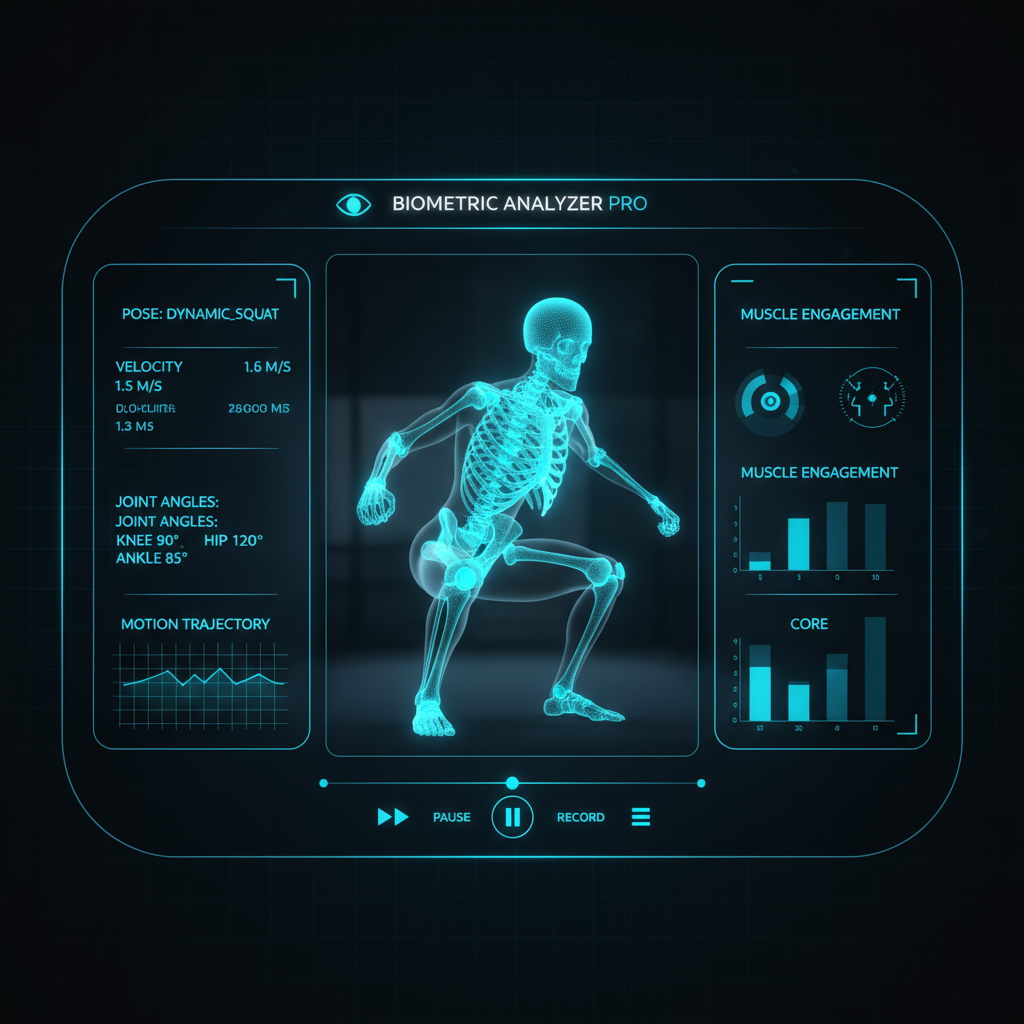 BIOMETRIC ANALYZER PRO
POSE: DYNAMIC_SQUAT
VELOCITY 1.6 M/S
1.5 M/S
MS
1.3 MS
JOINT ANGLES:
JOINT ANGLES:
KNEE 90° HIP 120°
ANKLE 85°
MOTION TRAJECTORY
MUSCLE ENGAGEMENT
MUSCLE ENGAGEMENT
CORE
PAUSE
RECORD